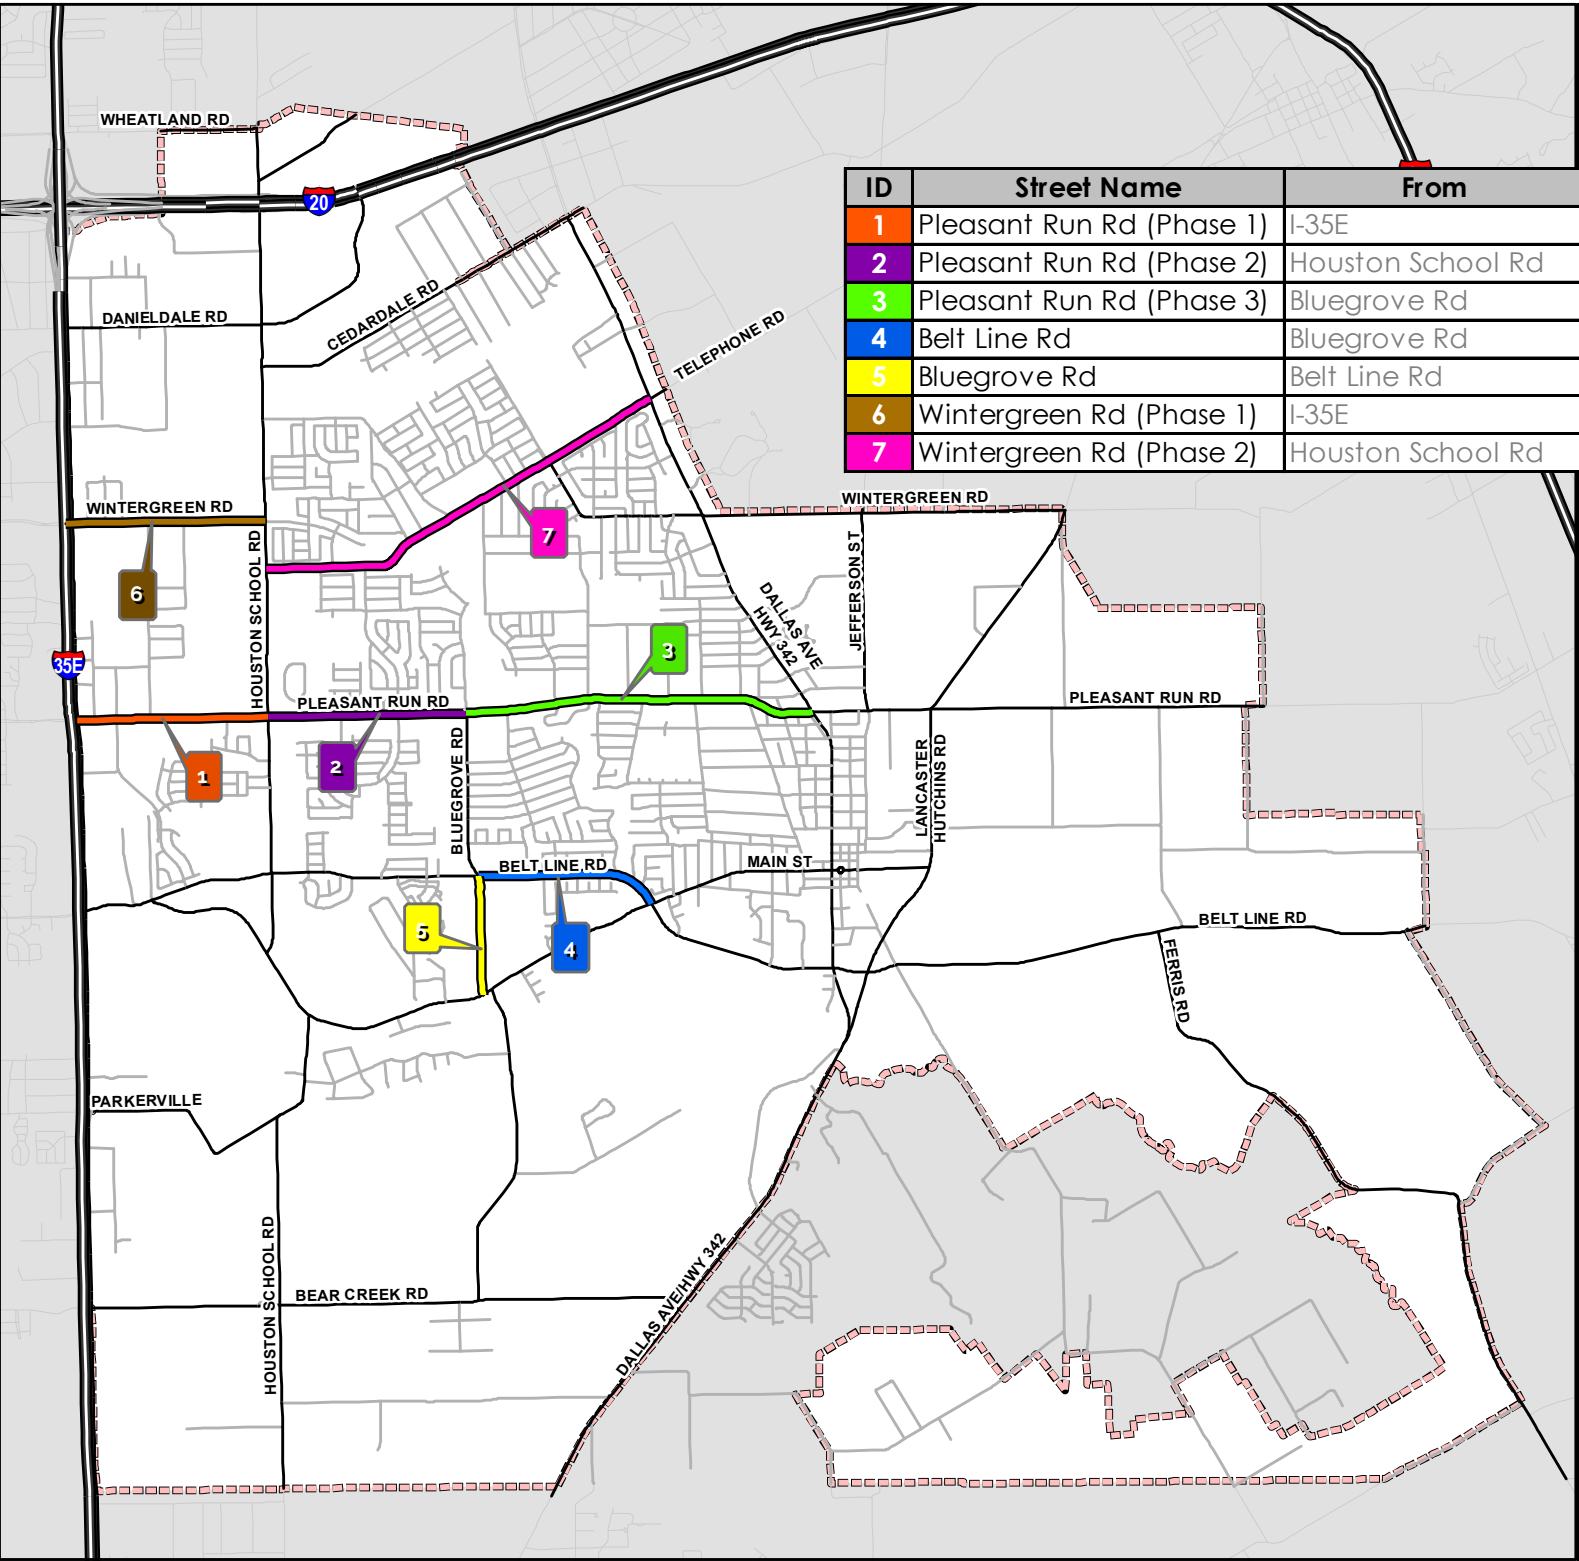 WHEATLAND RD
20
ID Street Name From
1 Pleasant Run Rd (Phase 1) I-35E
2 Pleasant Run Rd (Phase 2) Houston School Rd
3 Pleasant Run Rd (Phase 3) Bluegrove Rd
4 Belt Line Rd Bluegrove Rd
5 Bluegrove Rd Belt Line Rd
6 Wintergreen Rd (Phase 1) I-35E
7 Wintergreen Rd (Phase 2) Houston School Rd
DANIELDALE RD
CEDARDALE RD
TELEPHONE RD
WINTERGREEN RD
WINTERGREEN RD
7
6
HOUSTON SCHOOL RD
JEFFERSON ST
DALLAS AVE
HWY 342
3
35E
PLEASANT RUN RD
PLEASANT RUN RD
1
2
BLUEGROVE RD
LANCASTER
HUTCHINS RD
BELT LINE RD
MAIN ST
5
4
BELT LINE RD
FERRIS RD
PARKERVILLE
HOUSTON SCHOOL RD
BEAR CREEK RD
DALLAS AVE/HWY 342